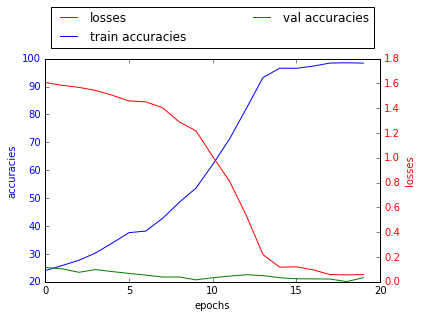 losses val accuracies
train accuracies
100 1.8
90 1.6
80 1.4
70 1.2
60 1.0
50 0.8
40 0.6
30 0.4
20 0.2
0.0
accuracies
losses
0 5 10 15 20
epochs